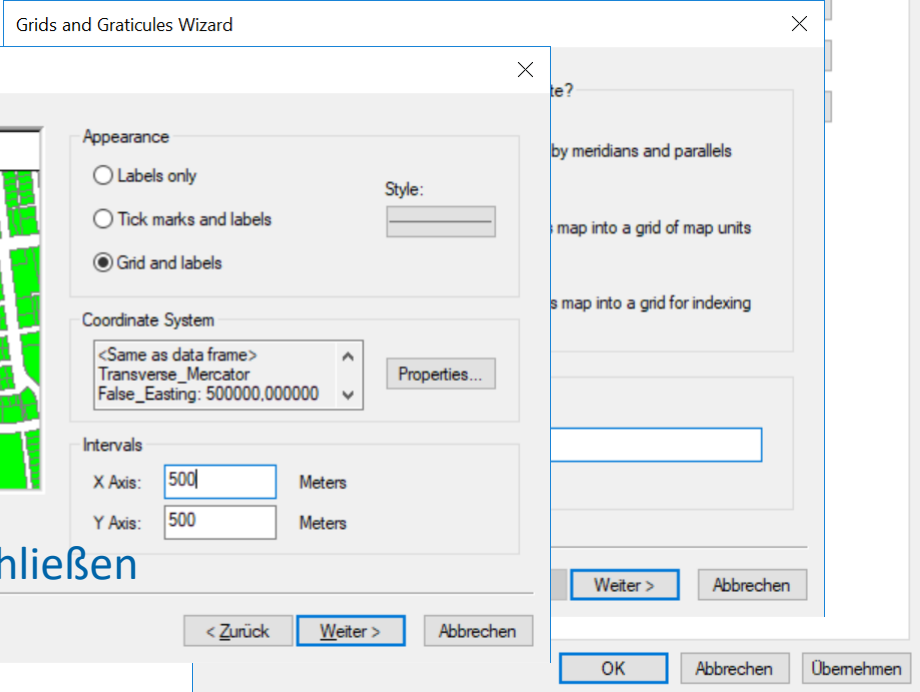 Grids and Graticules Wizard
te?
by meridians and parallels
map into a grid of map units
s map into a grid for indexing
Weiter >
Abbrechen
Appearance
Labels only
Tick marks and labels
Grid and labels
Style:
Coordinate System
<Same as data frame>
Transverse_Mercator
False_Easting: 500000,000000
Properties...
Intervals
X Axis: 500 Meters
Y Axis: 500 Meters
hließen
< Zurück
Weiter >
Abbrechen
OK
Abbrechen
Übernehmen